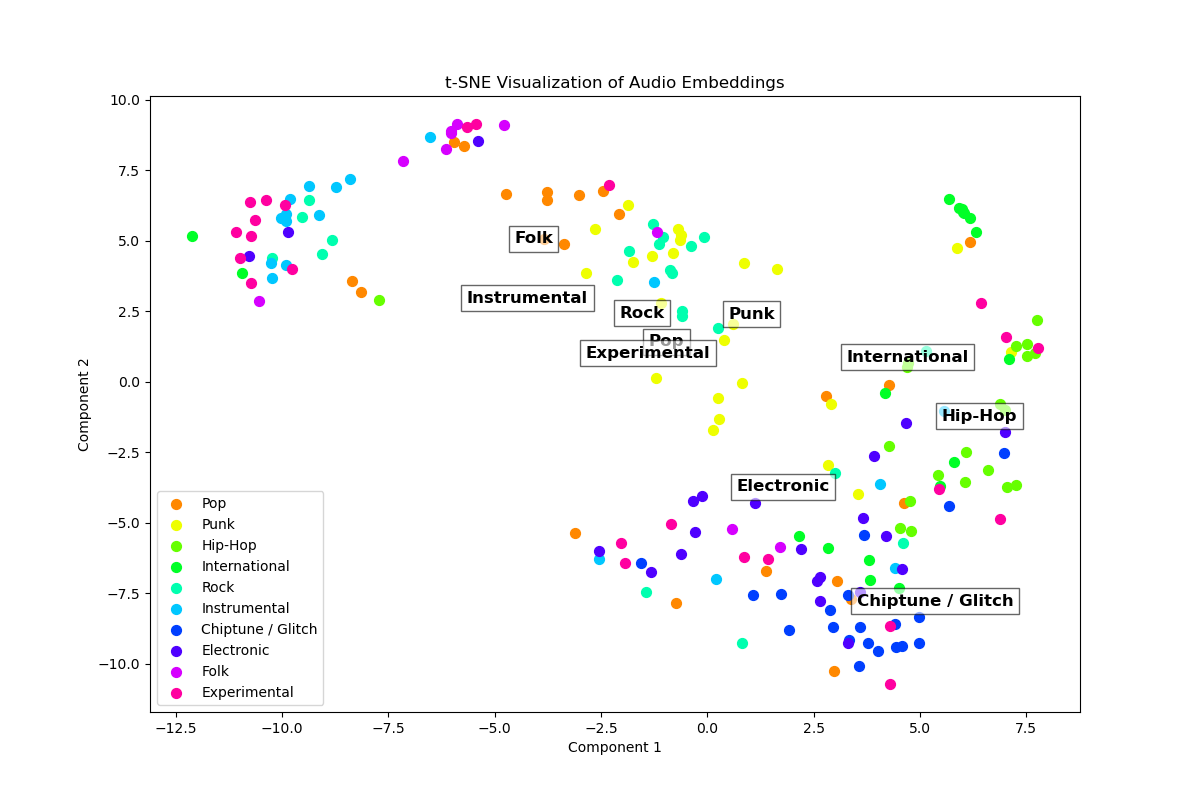 t-SNE Visualization of Audio Embeddings
10.0
7.5
5.0
2.5
0.0
−2.5
−5.0
−7.5
−10.0
Component 2
Folk
Instrumental
Rock
Punk
Pop
Experimental
International
Hip-Hop
Electronic
Chiptune / Glitch
Pop
Punk
Hip-Hop
International
Rock
Instrumental
Chiptune / Glitch
Electronic
Folk
Experimental
−12.5 −10.0 −7.5 −5.0 −2.5 0.0 2.5 5.0 7.5
Component 1